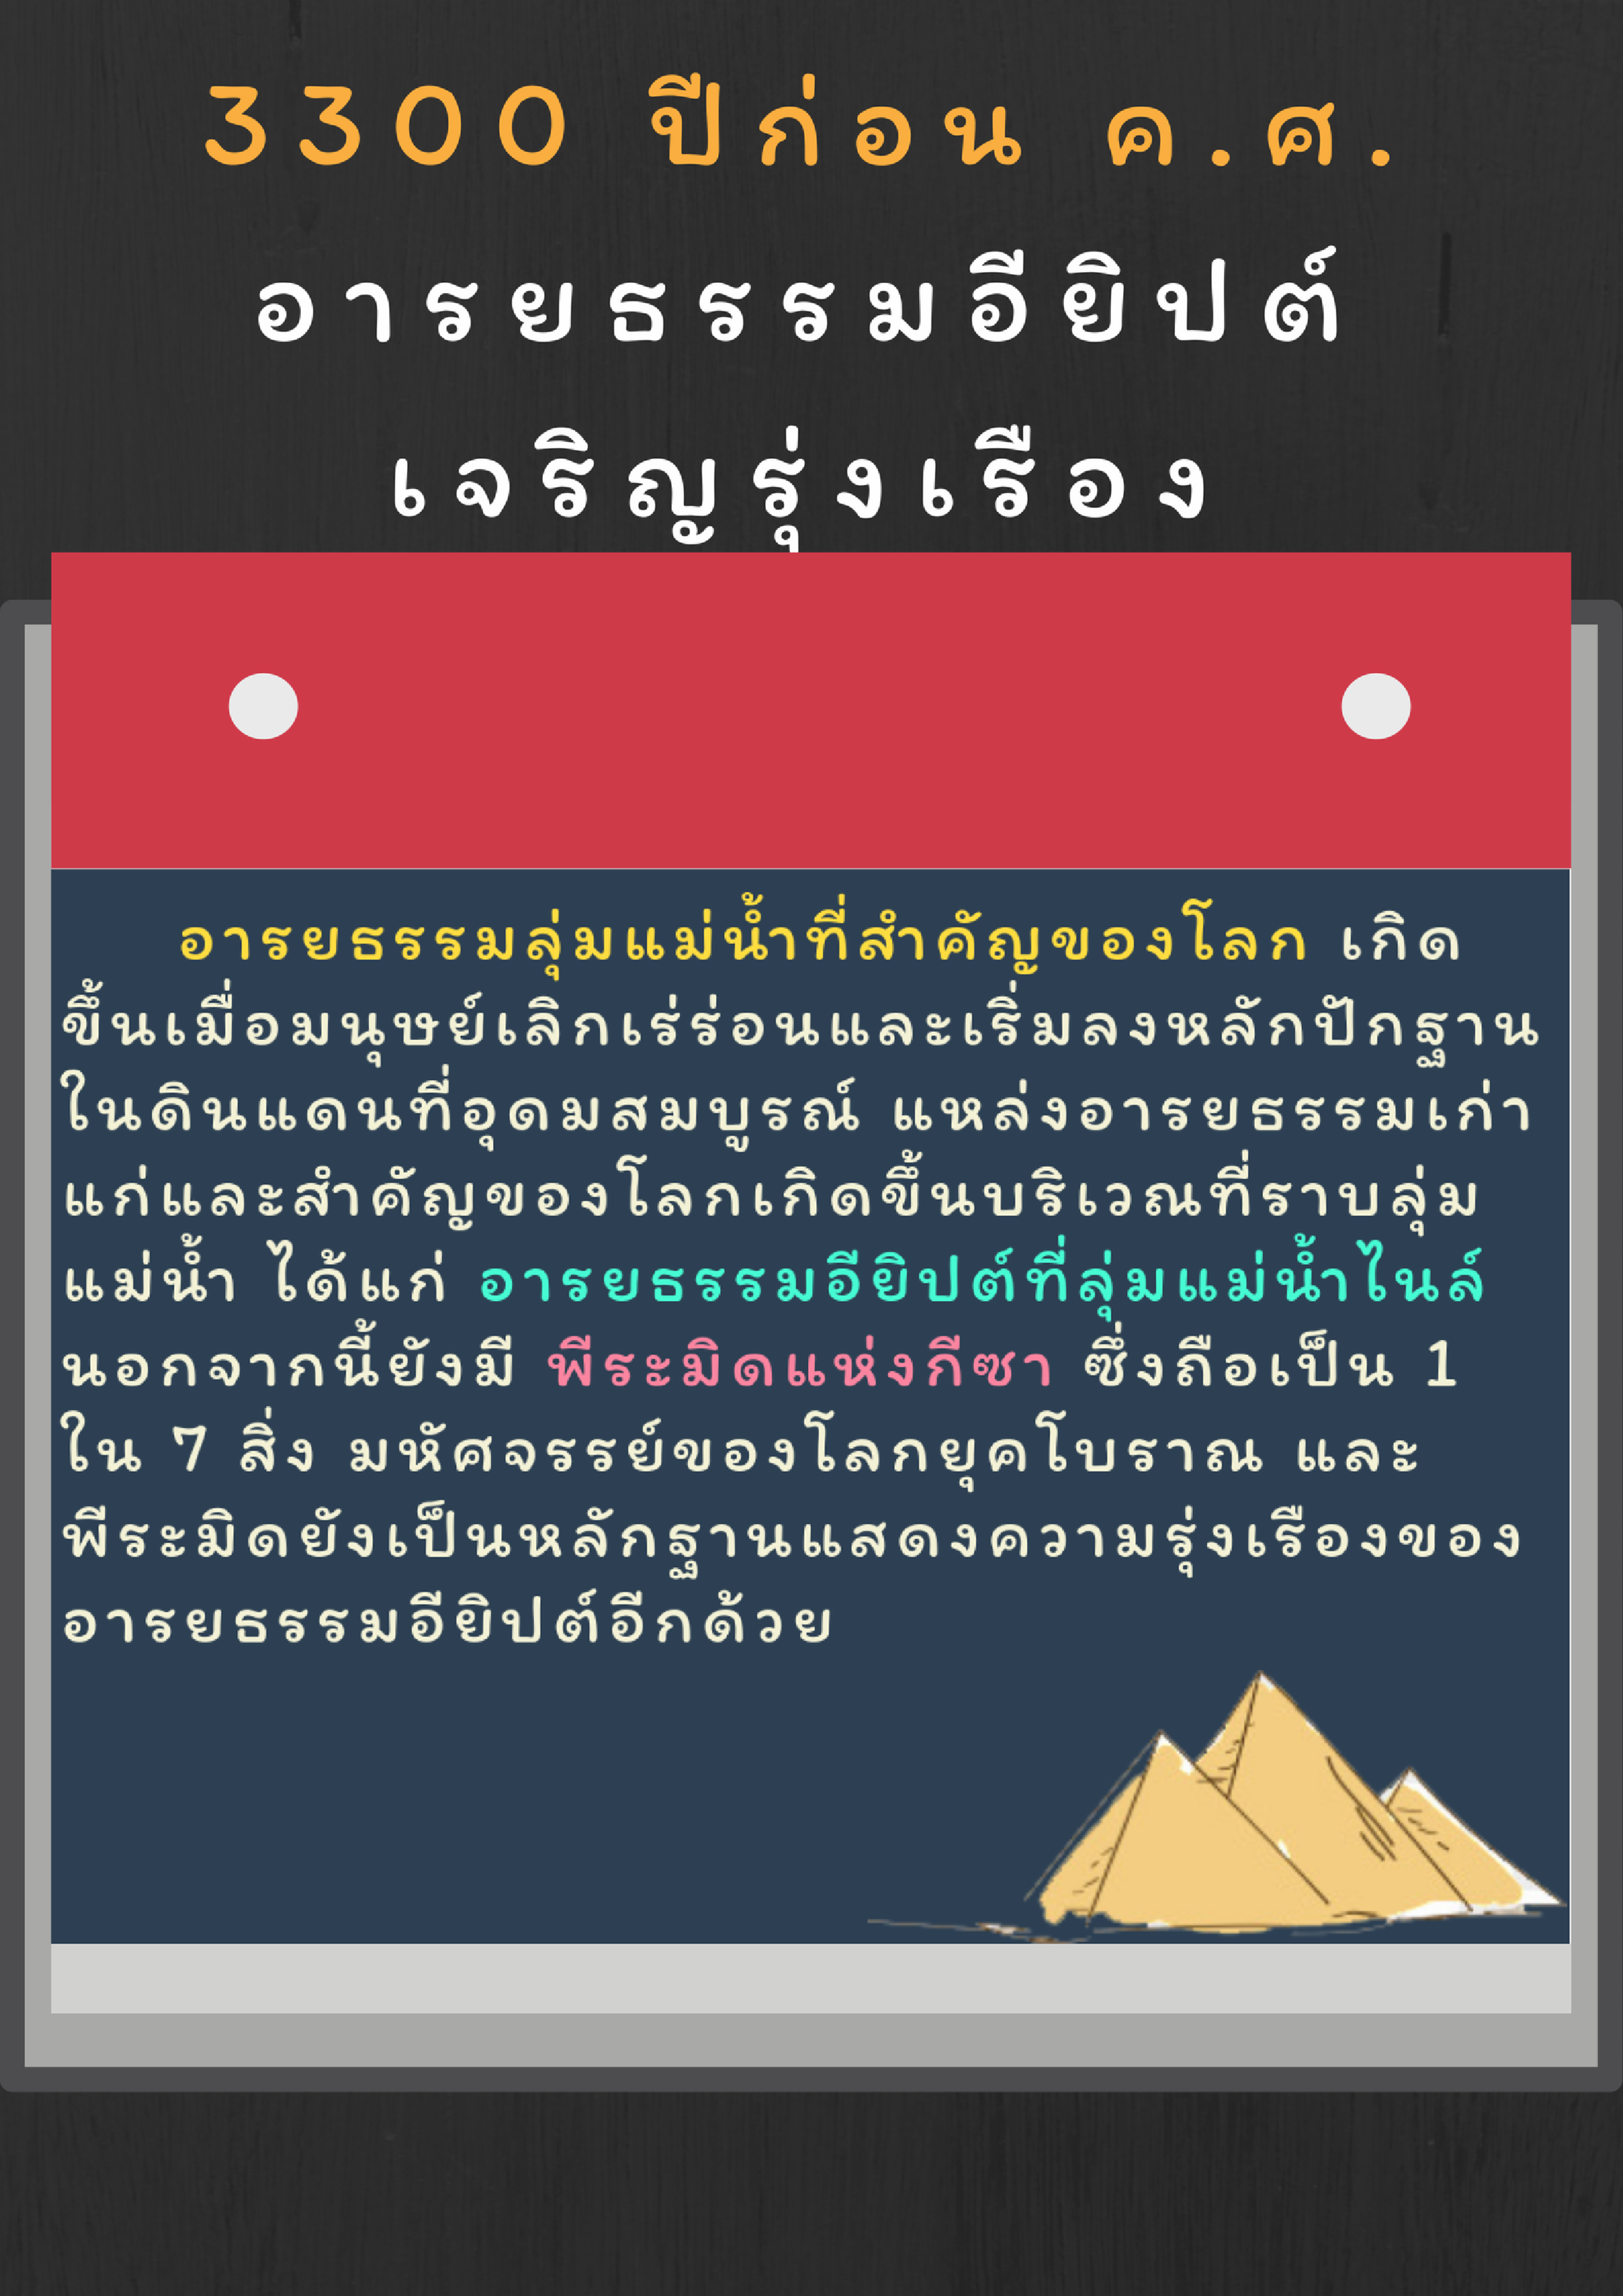 3300 ปีก่อน ค.ศ.
อารยธรรมอียิปต์
เจริญรุ่งเรือง
อารยธรรมลุ่มแม่น้ำที่สำคัญของโลก เกิด
ขึ้นเมื่อมนุษย์เลิกเร่ร่อนและเริ่มลงหลักปักฐาน
ในดินแดนที่อุดมสมบูรณ์ แหล่งอารยธรรมเก่า
แก่และสำคัญของโลกเกิดขึ้นบริเวณที่ราบลุ่ม
แม่น้ำ ได้แก่ อารยธรรมอียิปต์ที่ลุ่มแม่น้ำไนล์
นอกจากนี้ยังมี พีระมิดแห่งกีซา ซึ่งถือเป็น 1
ใน 7 สิ่ง มหัศจรรย์ของโลกยุคโบราณ และ
พีระมิดยังเป็นหลักฐานแสดงความรุ่งเรืองของ
อารยธรรมอียิปต์อีกด้วย